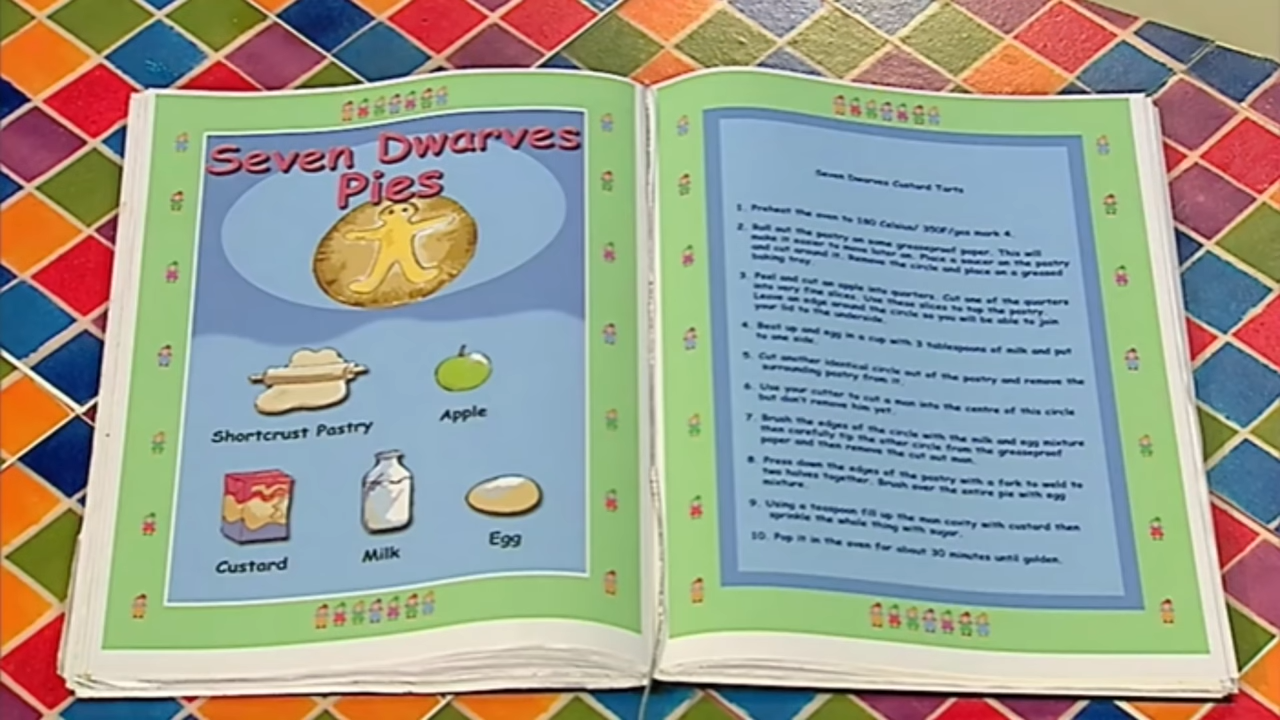 Seven Dwarves
Pies
Shortcrust Pastry
Apple
Custard
Milk
Egg
Seven Dwarves Custard Tarts
1. Preheat the oven to 180 Celsius/ 350F/gas mark 4.
2. Roll out the pastry on some greaseproof paper. This will
make it easier to move later on. Place a saucer on the pastry
and cut around it. Remove the circle and place on a greased
baking tray.
3. Peel and cut an apple into quarters. Cut one of the quarters
into very fine slices. Use these slices to top the pastry.
Leave an edge around the circle so you will be able to join
your lid to the underside.
4. Beat up and egg in a cup with 3 tablespoons of milk and put
to one side.
5. Cut another identical circle out of the pastry and remove the
surrounding pastry from it.
6. Use your cutter to cut a man into the centre of this circle
but don't remove him yet.
7. Brush the edges of the circle with the milk and egg mixture
then carefully tip the other circle from the greaseproof
paper and then remove the cut out man.
8. Press down the edges of the pastry with a fork to weld to
two halves together. Brush over the entire pie with egg
mixture.
9. Using a teaspoon fill up the man cavity with custard then
sprinkle the whole thing with sugar.
10. Pop it in the oven for about 30 minutes until golden.